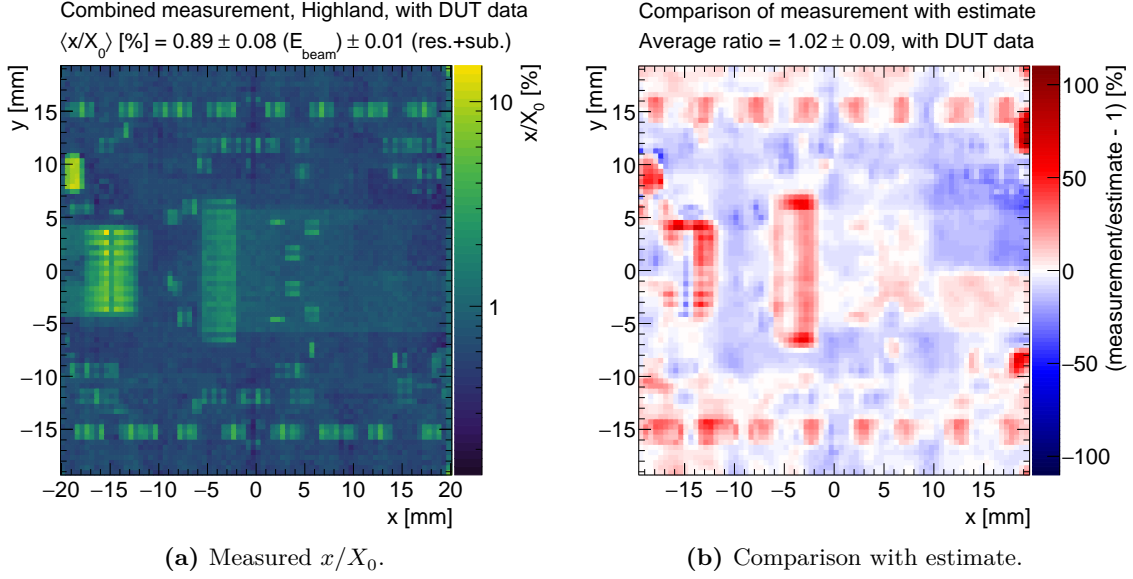 Combined measurement, Highland, with DUT data
⟨x/X₀⟩ [%] = 0.89 ± 0.08 (E_beam) ± 0.01 (res.+sub.)
y [mm]
15
10
5
0
−5
−10
−15
−20 −15 −10 −5 0 5 10 15 20
x [mm]
x/X₀ [%]
10
1
(a) Measured x/X₀.
Comparison of measurement with estimate
Average ratio = 1.02 ± 0.09, with DUT data
y [mm]
15
10
5
0
−5
−10
−15
−15 −10 −5 0 5 10 15
x [mm]
(measurement/estimate - 1) [%]
100
50
0
−50
−100
(b) Comparison with estimate.